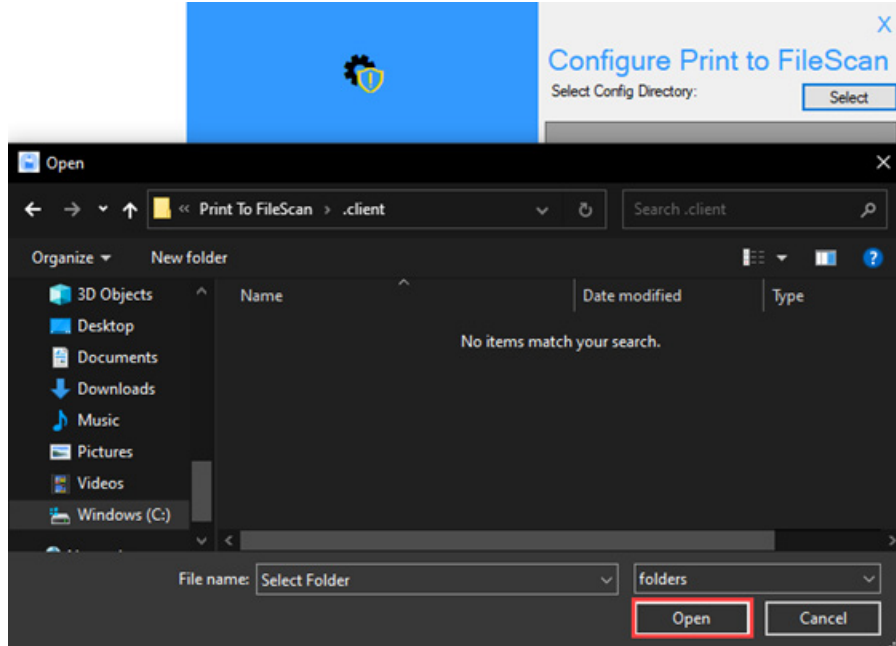 X
Configure Print to FileScan
Select Config Directory:
Select
Open
« Print To FileScan › .client
Search .client
Organize
New folder
3D Objects
Desktop
Documents
Downloads
Music
Pictures
Videos
Windows (C:)
Name
Date modified
Type
No items match your search.
File name:
Select Folder
folders
Open
Cancel